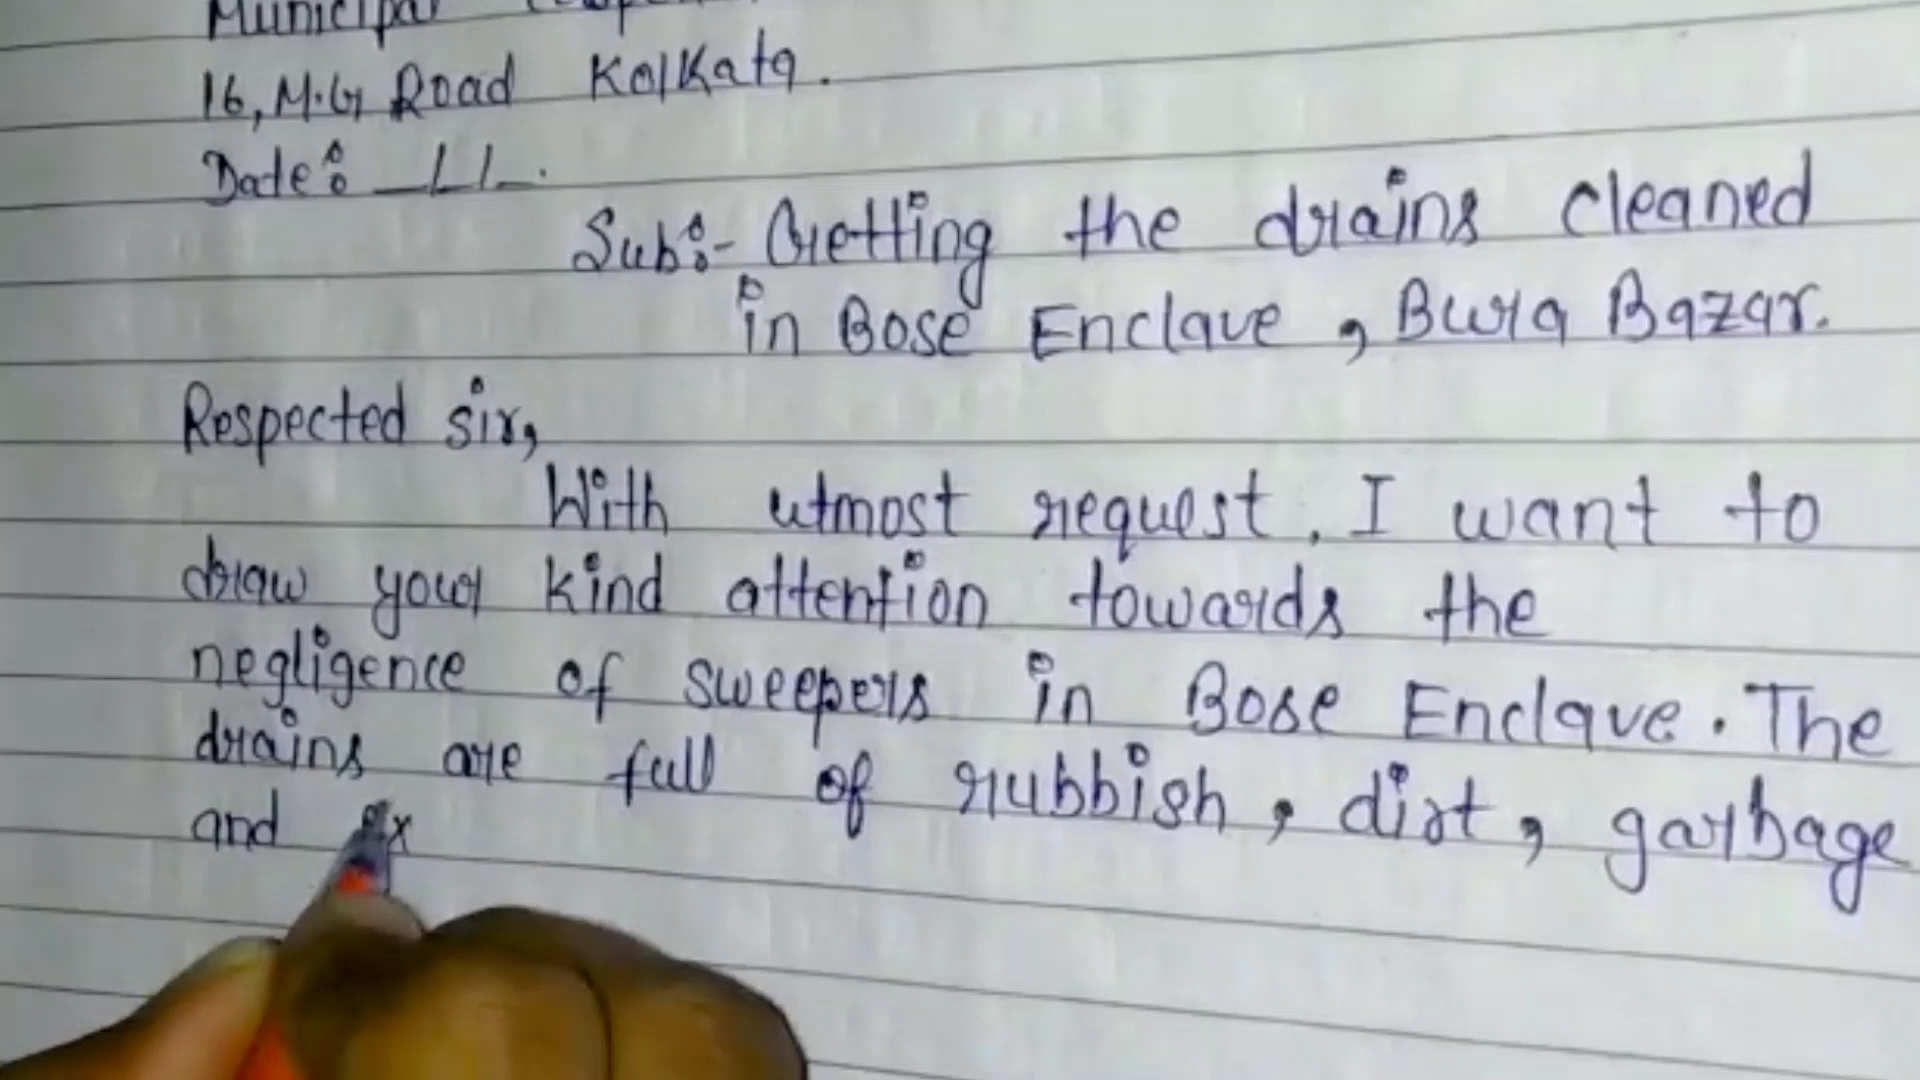 Municipal
16, M.G Road Kolkata.
Date: _/_/_.
Sub:- Getting the drains cleaned
in Bose Enclave, Bura Bazar.
Respected sir,
With utmost request, I want to
draw your kind attention towards the
negligence of sweepers in Bose Enclave. The
drains are full of rubbish, dirt, garbage
and ex